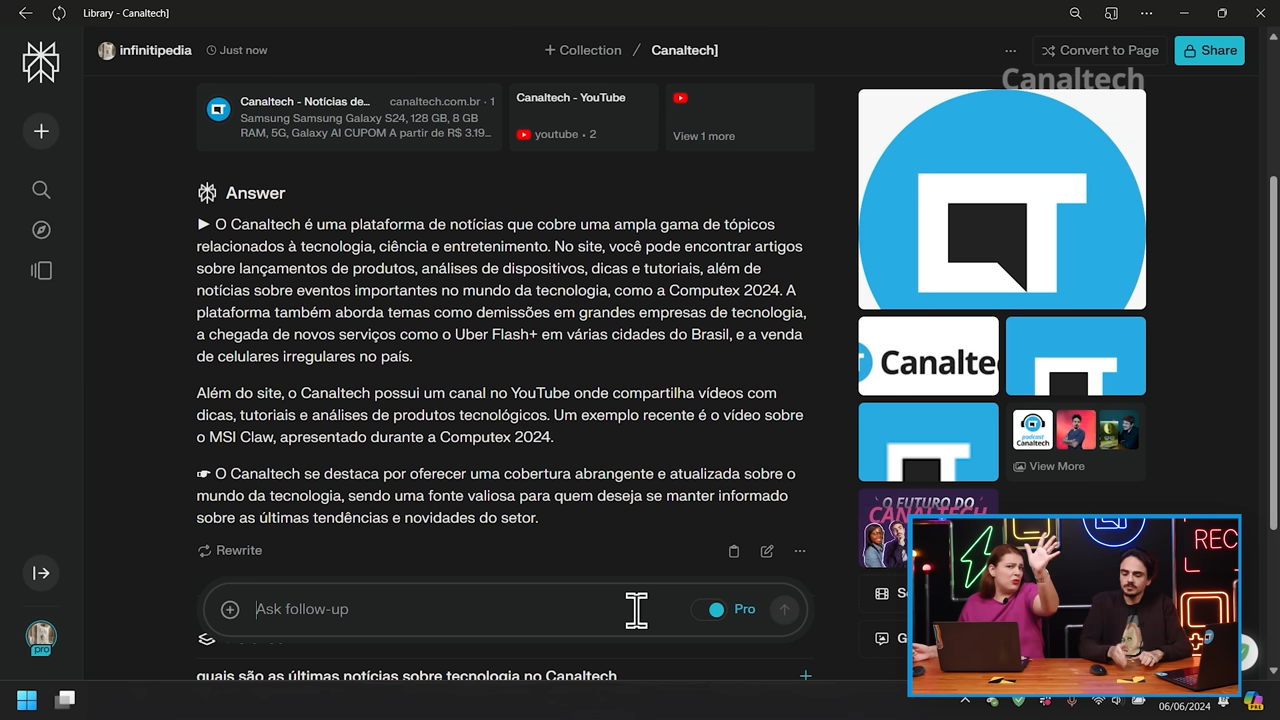 Library - Canaltech]
infinitipedia
Just now
Collection / Canaltech]
Convert to Page
Share
Canaltech
Canaltech - Notícias de...
canaltech.com.br · 1
Samsung Samsung Galaxy S24, 128 GB, 8 GB
RAM, 5G, Galaxy AI CUPOM A partir de R$ 3.19...
Canaltech - YouTube
youtube · 2
View 1 more
Answer
► O Canaltech é uma plataforma de notícias que cobre uma ampla gama de tópicos
relacionados à tecnologia, ciência e entretenimento. No site, você pode encontrar artigos
sobre lançamentos de produtos, análises de dispositivos, dicas e tutoriais, além de
notícias sobre eventos importantes no mundo da tecnologia, como a Computex 2024. A
plataforma também aborda temas como demissões em grandes empresas de tecnologia,
a chegada de novos serviços como o Uber Flash+ em várias cidades do Brasil, e a venda
de celulares irregulares no país.
Além do site, o Canaltech possui um canal no YouTube onde compartilha vídeos com
dicas, tutoriais e análises de produtos tecnológicos. Um exemplo recente é o vídeo sobre
o MSI Claw, apresentado durante a Computex 2024.
☛ O Canaltech se destaca por oferecer uma cobertura abrangente e atualizada sobre o
mundo da tecnologia, sendo uma fonte valiosa para quem deseja se manter informado
sobre as últimas tendências e novidades do setor.
Rewrite
Ask follow-up
Pro
quais são as últimas notícias sobre tecnologia no Canaltech
pro
Canalte
podcast
Canaltech
View More
O FUTURO DO
CANALTECH
REC
06/06/2024
PRE